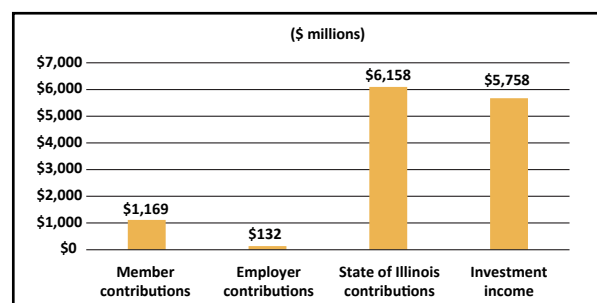 ($ millions)
$7,000
$6,000
$5,000
$4,000
$3,000
$2,000
$1,000
$0
$1,169
$132
$6,158
$5,758
Member
contributions
Employer
contributions
State of Illinois
contributions
Investment
income